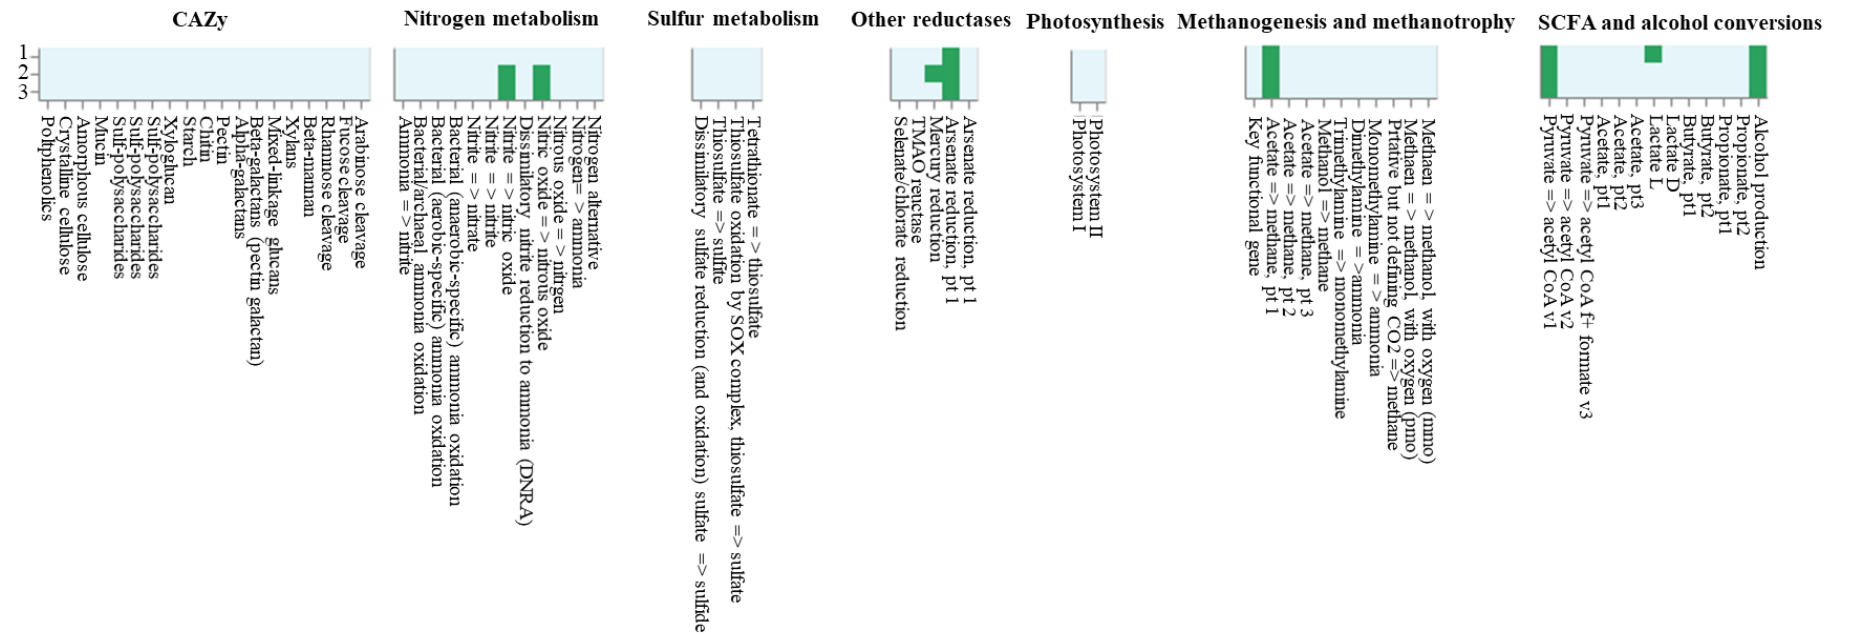 CAZy
Nitrogen metabolism
Sulfur metabolism
Other reductases
Photosynthesis
Methanogenesis and methanotrophy
SCFA and alcohol conversions
1
2
3
Poltphenolics
Crystalline cellulose
Amorphous cellulose
Mucin
Sulf-polysaccharides
Sulf-polysaccharides
Sulf-polysaccharides
Xyloglucan
Starch
Chitin
Pectin
Alpha-galactans
Beta-galactans (pectin galactan)
Mixed-linkage glucans
Xylans
Beta-mannan
Rhamnose cleavage
Fucose cleavage
Arabinose cleavage
Ammonia => nitrite
Bacterial/archaeal ammonia oxidation
Bacterial (aerobic-specific) ammonia oxidation
Bacterial (anaerobic-specific) ammonia oxidation
Nitrite => nitrate
Nitrite => nitrite
Nitrite => nitric oxide
Dissimilatory nitrite reduction to ammonia (DNRA)
Nitric oxide => nitrous oxide
Nitrous oxide => nitrgen
Nitrogen=> ammonia
Nitrogen alternative
Dissimilatory sulfate reduction (and oxidation) sulfate => sulfide
Thiosulfate => sulfite
Thiosulfate oxidation by SOX complex, thiosulfate => sulfate
Tetrathionate => thiosulfate
Selenate/chlorate reduction
TMAO reuctase
Mercury reduction
Arsenate reduction, pt 1
Arsenate reduction, pt 1
Photosystem I
Photosystem II
Key functional gene
Acetate => methane, pt 1
Acetate => methane, pt 2
Acetate => methane, pt 3
Methanol => methane
Trimethylamine => monomethylamine
Dimethylamine =>ammonia
Monomethylamine => ammonia
Prtative but not defining CO2 => methane
Methaen => methanol, with oxygen (pmo)
Methaen => methanol, with oxygen (mmo)
Pyruvate => acetyl CoA v1
Pyruvate => acetyl CoA v2
Pyruvate => acetyl CoA f+ formate v3
Acetate, pt1
Acetate, pt2
Acetate, pt3
Lactate L
Lactate D
Butyrate, pt1
Butyrate, pt2
Propionate, pt1
Propionate, pt2
Alcohol production